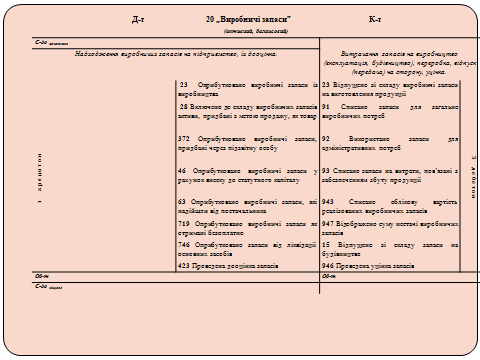 Д-т 20 „Виробничі запаси” К-т
(активний, балансовий)
С-до початкове
Надходження виробничих запасів на підприємство, їх дооцінка.
Витрачання запасів на виробництво
(експлуатація, будівництво), переробка, відпуск
(передача) на сторону, уцінка.
з кредитом
23 Оприбутковано виробничі запаси із
виробництва
28 Включено до складу виробничих запасів
активи, придбані з метою продажу, як товар
372 Оприбутковано виробничі запаси,
придбані через підзвітну особу
46 Оприбутковано виробничі запаси у
рахунок внеску до статутного капіталу
63 Оприбутковано виробничі запаси, які
надійшли від постачальника
719 Оприбутковано виробничі запаси як
отримані безоплатно
746 Оприбутковано запаси від ліквідації
основних засобів
423 Проведена дооцінка запасів
23 Відпущено зі складу виробничі запаси
на виготовлення продукції
91 Списано запаси для загально
виробничих потреб
92 Використано запаси для
адміністративних потреб
93 Списано запаси на витрати, пов'язані з
забезпеченням збуту продукції
943 Списано облікову вартість
реалізованих виробничих запасів
947 Відображено суму нестачі виробничих
запасів
15 Відпущено зі складу запаси на
будівництво
946 Проведена уцінка запасів
З дебетом
Об-ти
Об-ти
С-до